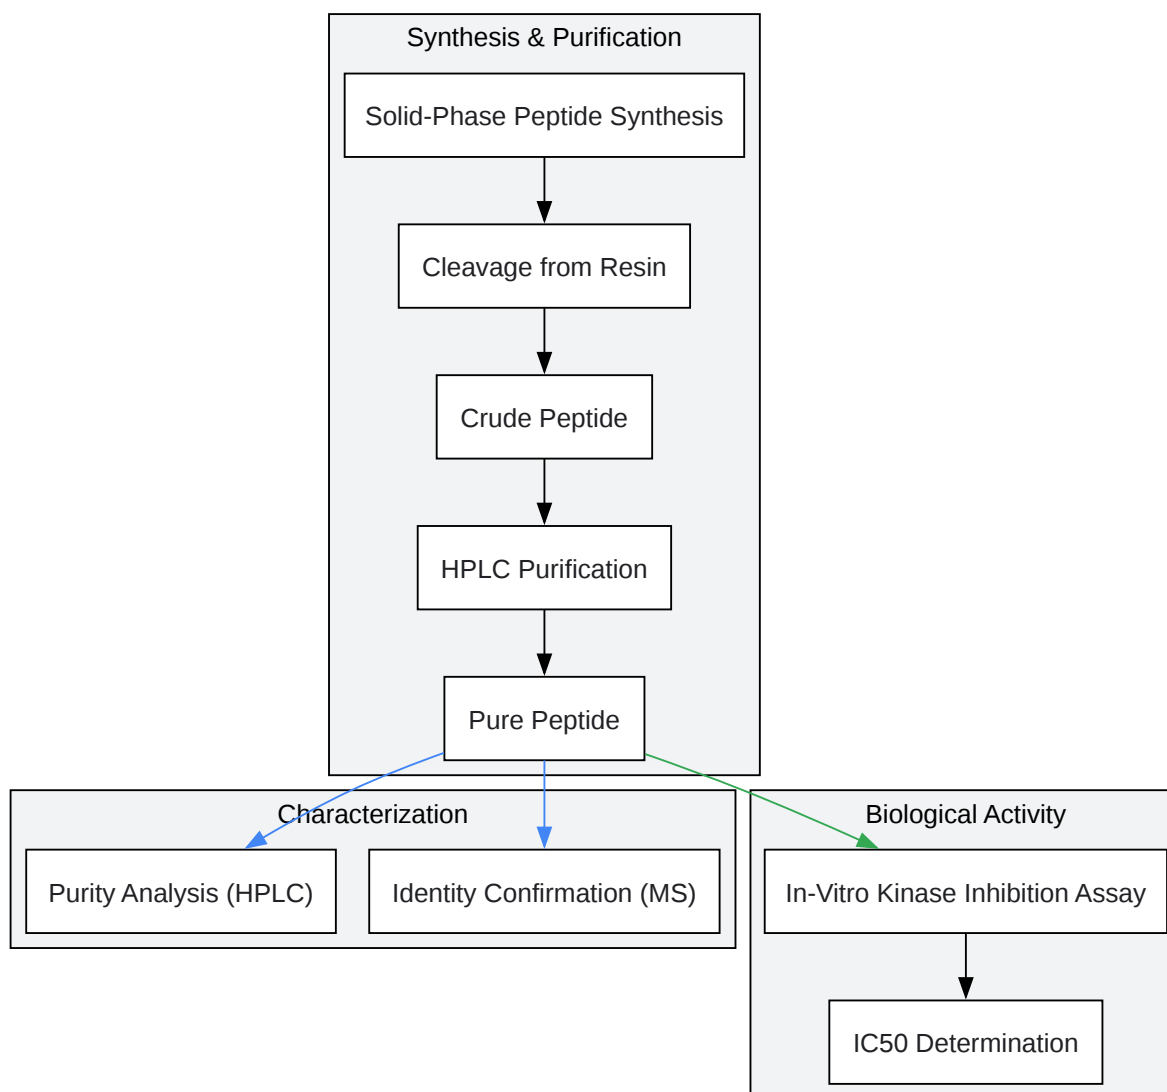 Synthesis & Purification
Solid-Phase Peptide Synthesis
Cleavage from Resin
Crude Peptide
HPLC Purification
Pure Peptide
Characterization
Purity Analysis (HPLC)
Identity Confirmation (MS)
Biological Activity
In-Vitro Kinase Inhibition Assay
IC50 Determination